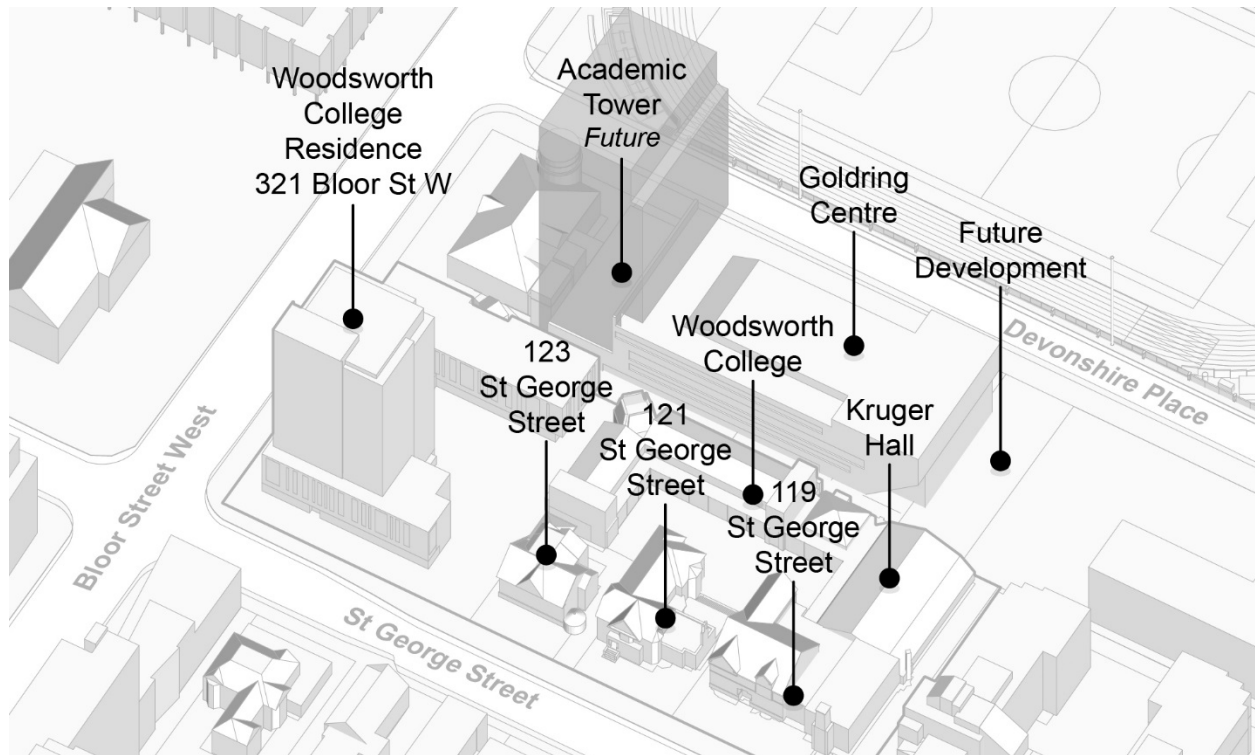 Woodsworth
College
Residence
321 Bloor St W
Academic
Tower
Future
Goldring
Centre
Future
Development
Woodsworth
College
123
St George
Street
121
St George
Street
119
St George
Street
Kruger
Hall
Devonshire Place
Bloor Street West
St George Street